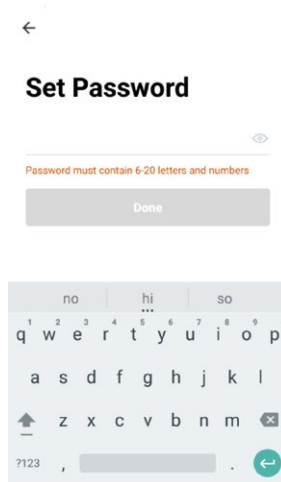 Set Password
Password must contain 6-20 letters and numbers
Done
no hi so
1 2 3 4 5 6 7 8 9
q w e r t y u i o p
a s d f g h j k l
z x c v b n m
?123 , .